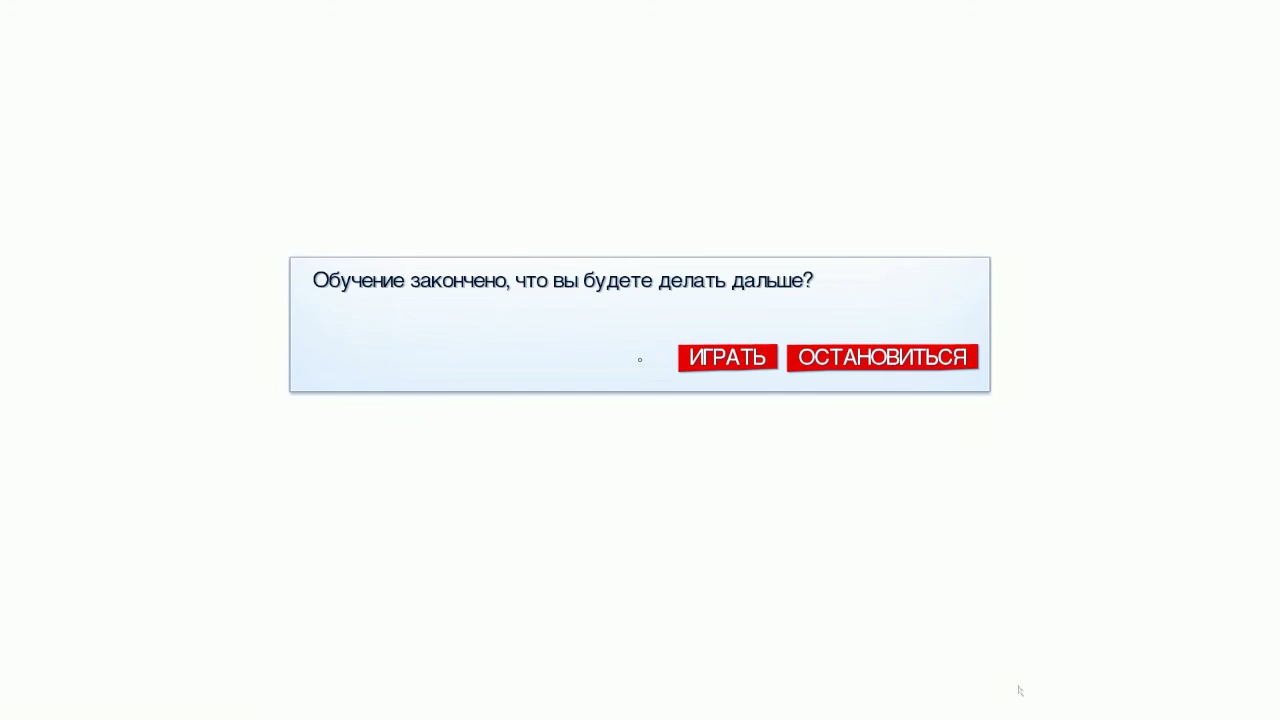 Обучение закончено, что вы будете делать дальше?
ИГРАТЬ ОСТАНОВИТЬСЯ